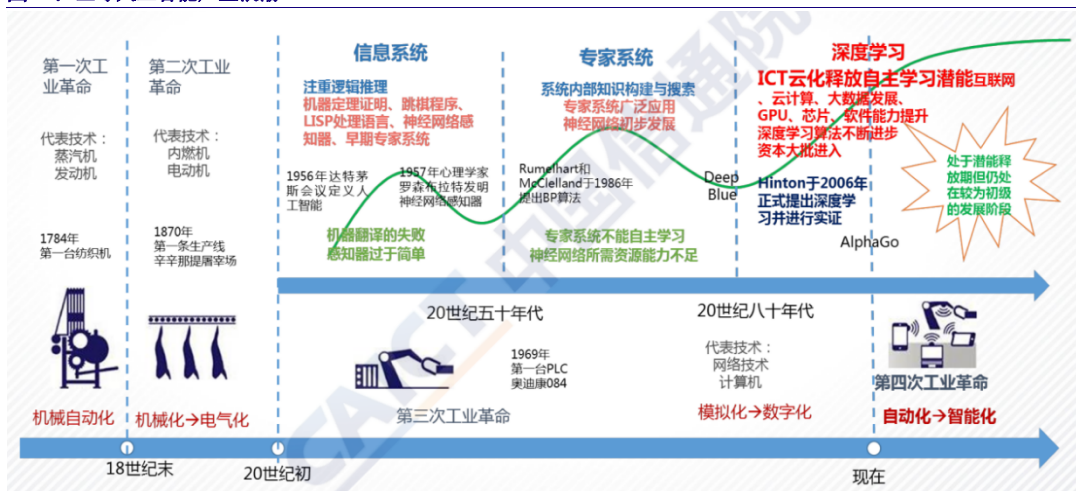 第一次工
业革命
代表技术：
蒸汽机
发动机
1784年
第一台纺织机
机械自动化
第二次工业
革命
代表技术：
内燃机
电动机
1870年
第一条生产线
辛辛那提屠宰场
机械化→电气化
信息系统
注重逻辑推理
机器定理证明、跳棋程序、
LISP处理语言、神经网络感
知器、早期专家系统
1956年达特茅
斯会议定义人
工智能
1957年心理学家
罗森布拉特发明
神经网络感知器
机器翻译的失败
感知器过于简单
专家系统
系统内部知识构建与搜索
专家系统广泛应用
神经网络初步发展
Rumelhart和
McClelland于1986年
提出BP算法
Deep
Blue
专家系统不能自主学习
神经网络所需资源能力不足
深度学习
ICT云化释放自主学习潜能互联网
、云计算、大数据发展、
GPU、芯片、软件能力提升
深度学习算法不断进步
资本大批进入
Hinton于2006年
正式提出深度学
习并进行实证
AlphaGo
处于潜能释
放期但仍处
在较为初级
的发展阶段
20世纪五十年代
20世纪八十年代
1969年
第一台PLC
奥迪康084
第三次工业革命
代表技术：
网络技术
计算机
模拟化→数字化
第四次工业革命
自动化→智能化
18世纪末
20世纪初
现在
CAICT 中国信通院